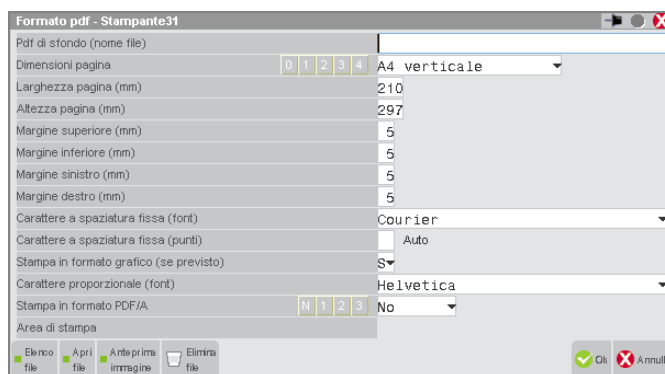 Formato pdf - Stampante31
Pdf di sfondo (nome file)
Dimensioni pagina 0 1 2 3 4 A4 verticale
Larghezza pagina (mm) 210
Altezza pagina (mm) 297
Margine superiore (mm) 5
Margine inferiore (mm) 5
Margine sinistro (mm) 5
Margine destro (mm) 5
Carattere a spaziatura fissa (font) Courier
Carattere a spaziatura fissa (punti) Auto
Stampa in formato grafico (se previsto) S
Carattere proporzionale (font) Helvetica
Stampa in formato PDF/A N 1 2 3 No
Area di stampa
Elenco file
Apri file
Anteprima immagine
Elimina file
Ok
Annull